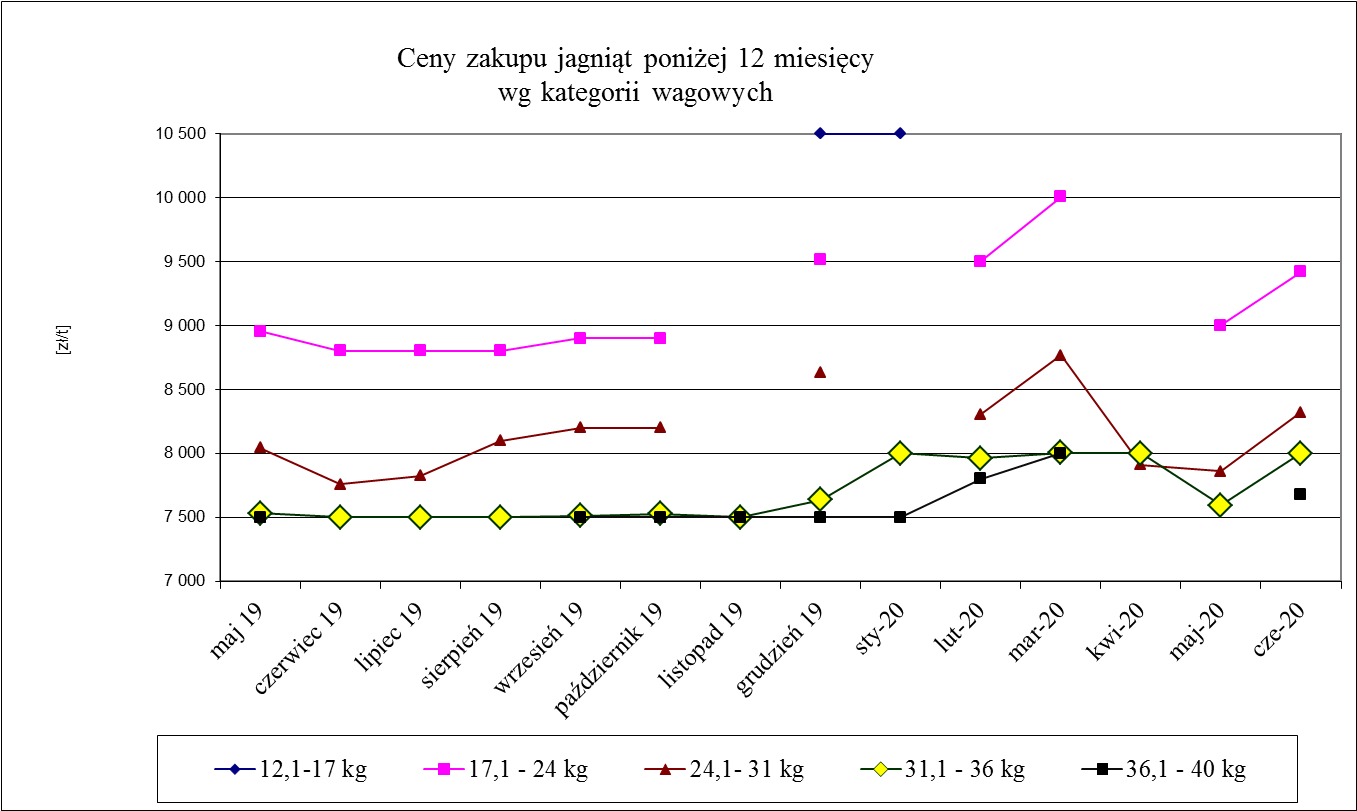 Ceny zakupu jagniąt poniżej 12 miesięcy
wg kategorii wagowych
[zł/t]
10 500
10 000
9 500
9 000
8 500
8 000
7 500
7 000
maj 19
czerwiec 19
lipiec 19
sierpień 19
wrzesień 19
październik 19
listopad 19
grudzień 19
sty-20
lut-20
mar-20
kwi-20
maj-20
cze-20
12,1-17 kg
17,1 - 24 kg
24,1- 31 kg
31,1 - 36 kg
36,1 - 40 kg